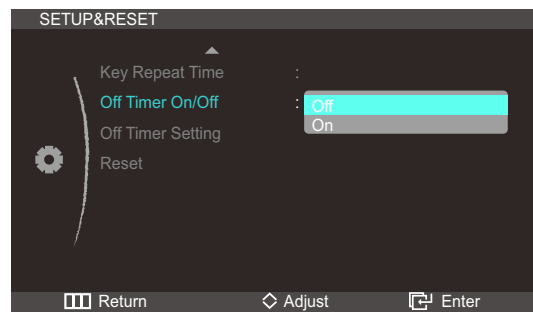 SETUP&RESET
Key Repeat Time :
Off Timer On/Off : Off
On
Off Timer Setting
Reset
Return Adjust Enter